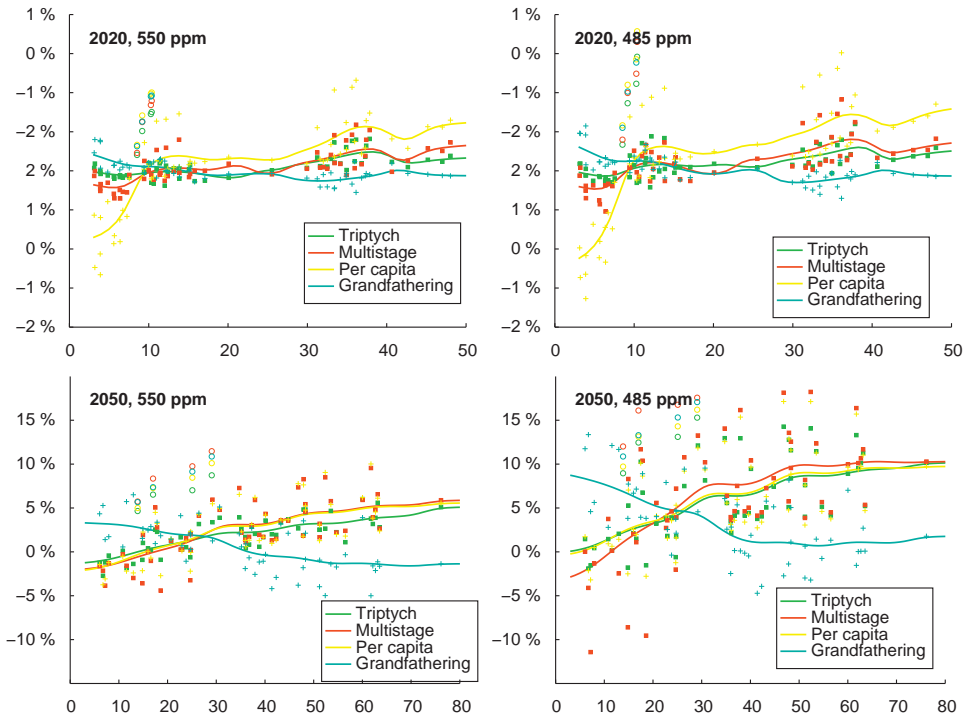 2020, 550 ppm
1 %
0 %
–1 %
–2 %
2 %
1 %
0 %
–1 %
–2 %
Triptych
Multistage
Per capita
Grandfathering
0 10 20 30 40 50
2020, 485 ppm
1 %
0 %
–1 %
–2 %
2 %
1 %
0 %
–1 %
–2 %
Triptych
Multistage
Per capita
Grandfathering
0 10 20 30 40 50
2050, 550 ppm
15 %
10 %
5 %
0 %
–5 %
–10 %
Triptych
Multistage
Per capita
Grandfathering
0 10 20 30 40 50 60 70 80
2050, 485 ppm
15 %
10 %
5 %
0 %
–5 %
–10 %
Triptych
Multistage
Per capita
Grandfathering
0 10 20 30 40 50 60 70 80